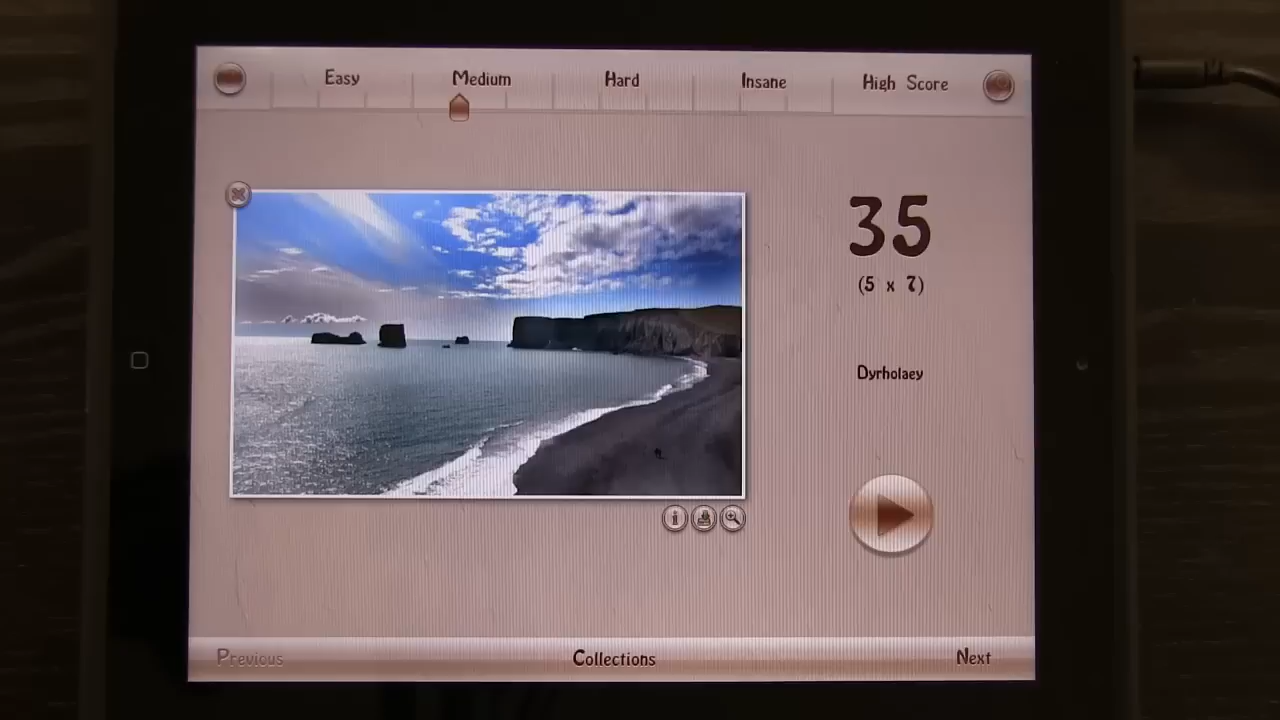 Easy
Medium
Hard
Insane
High Score
35
(5 x 7)
Dyrholaey
Previous
Collections
Next